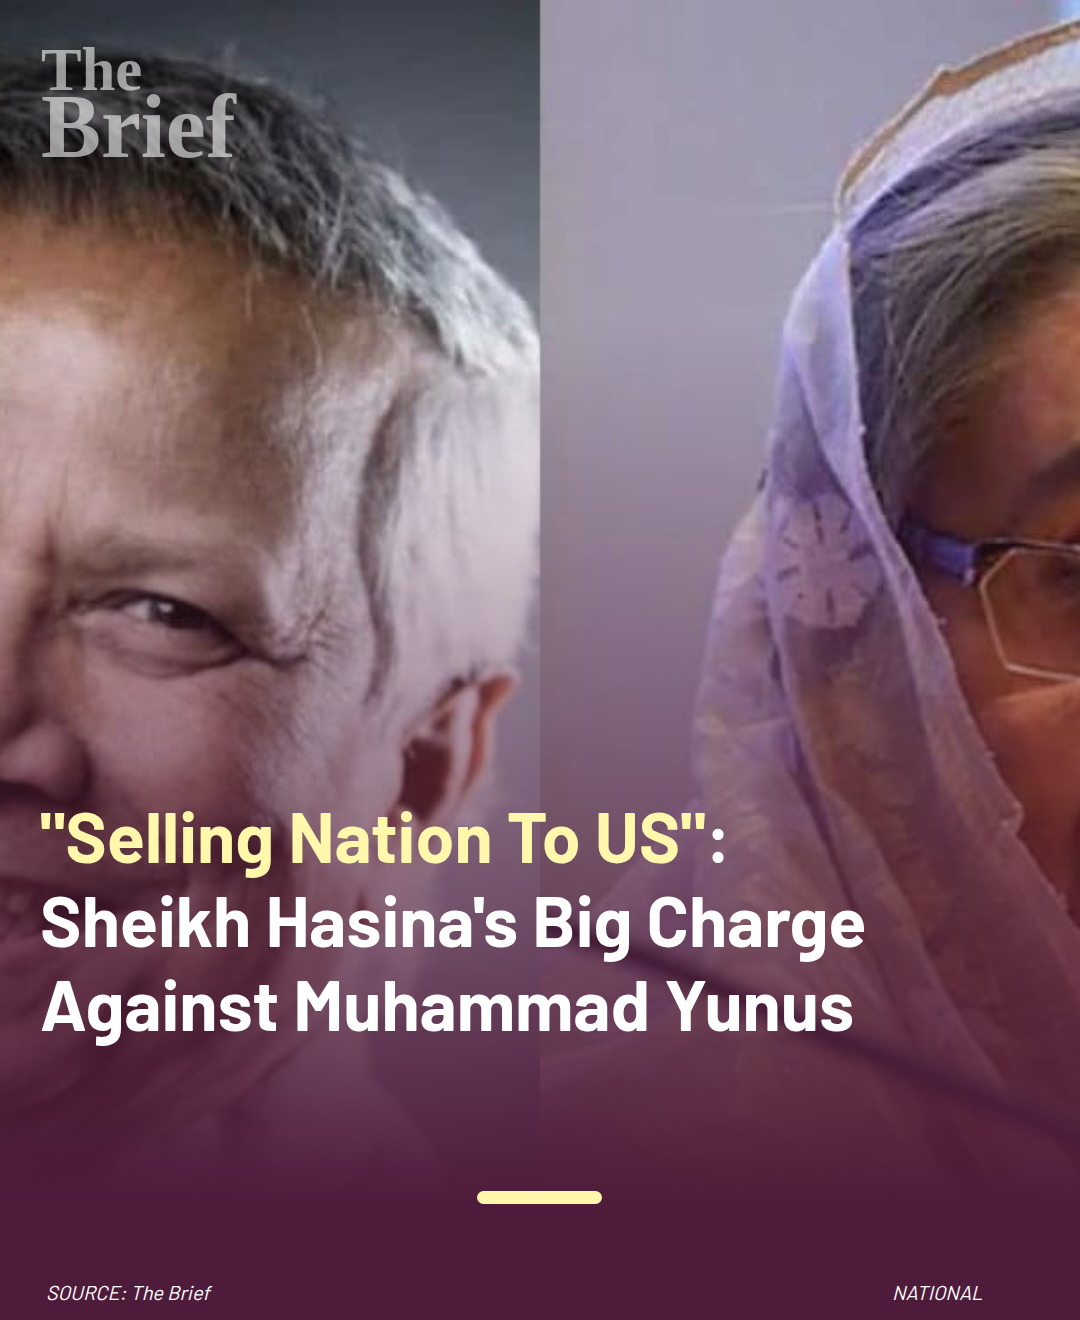 The
Brief
"Selling Nation To US":
Sheikh Hasina's Big Charge
Against Muhammad Yunus
SOURCE: The Brief
NATIONAL